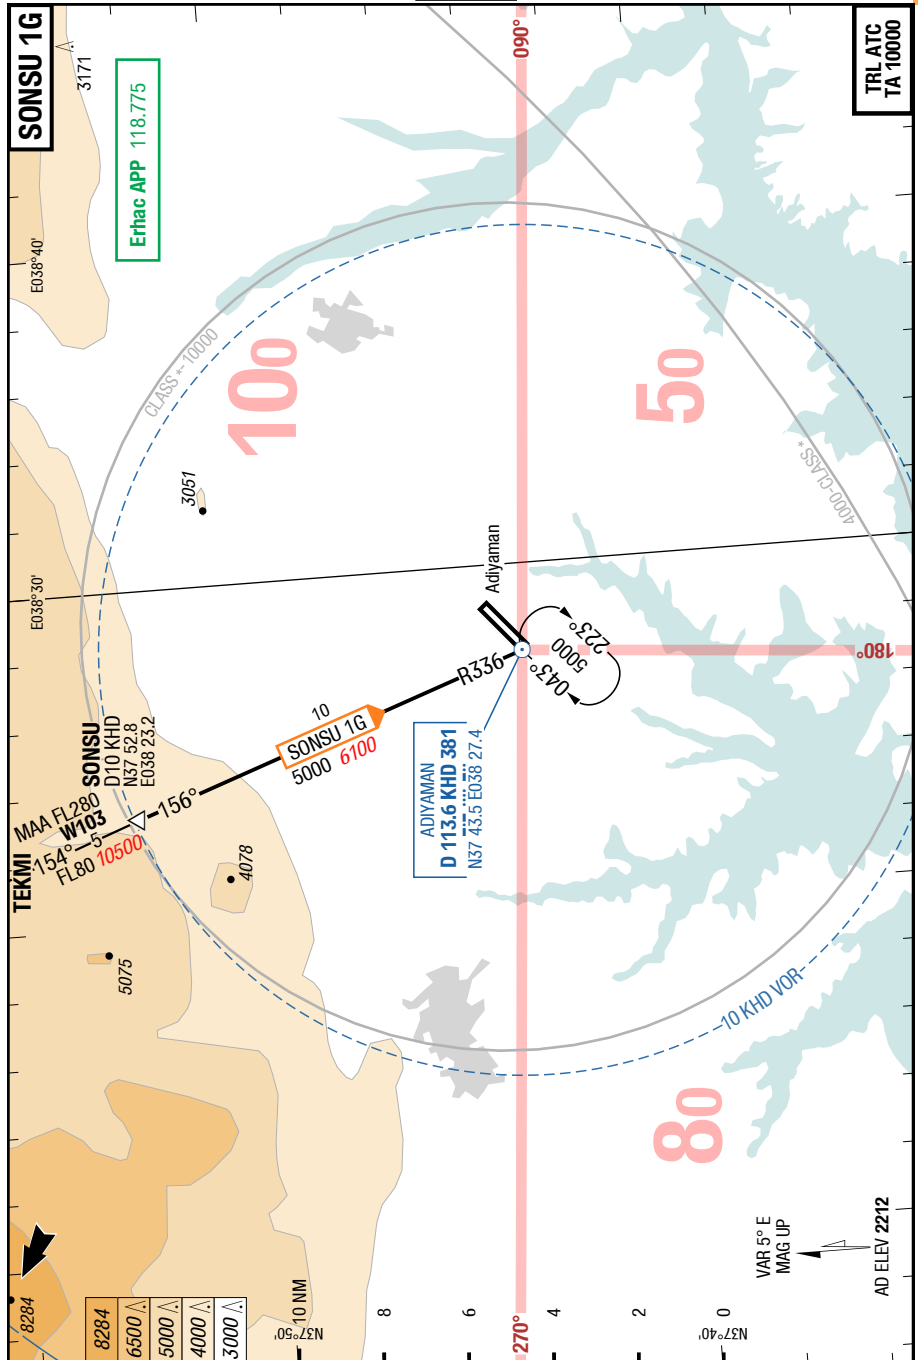 SONSU 1G
3171
Erhac APP 118.775
090°
TRL ATC
TA 10000
E038°40'
CLASS *- 10000
100
50
3051
4000-CLASS*
Adiyaman
E038°30'
180°
043°
5000
223°
R336
10
SONSU 1G
5000 6100
ADIYAMAN
D 113.6 KHD 381
N37 43.5 E038 27.4
SONSU
D10 KHD
N37 52.8
E038 23.2
156°
MAA FL280
W103
154°
5
FL80 10500
TEKMI
4078
5075
10 KHD VOR
80
VAR 5° E
MAG UP
AD ELEV 2212
8284
8284
6500
5000
4000
3000
N37°50'
10 NM
8
6
4
2
0
270°
N37°40'